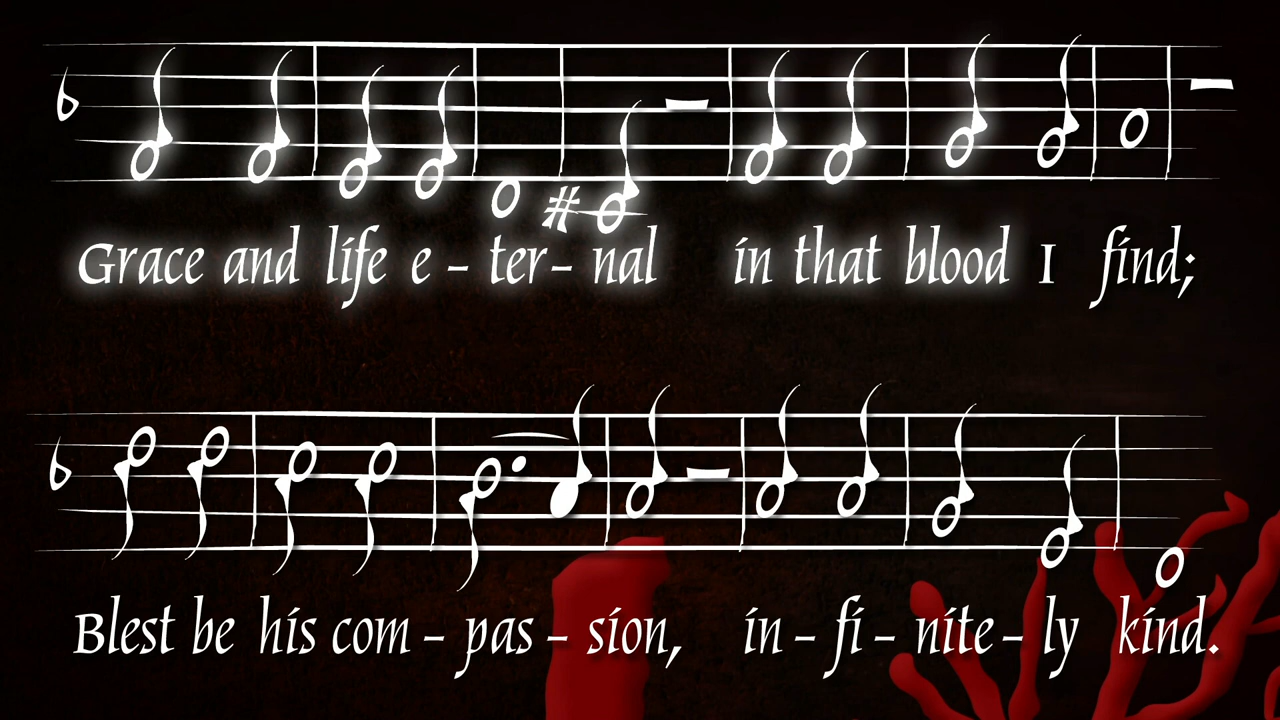 Grace and life e - ter - nal in that blood I find;
Blest be his com - pas - sion, in - fi - nite - ly kind.